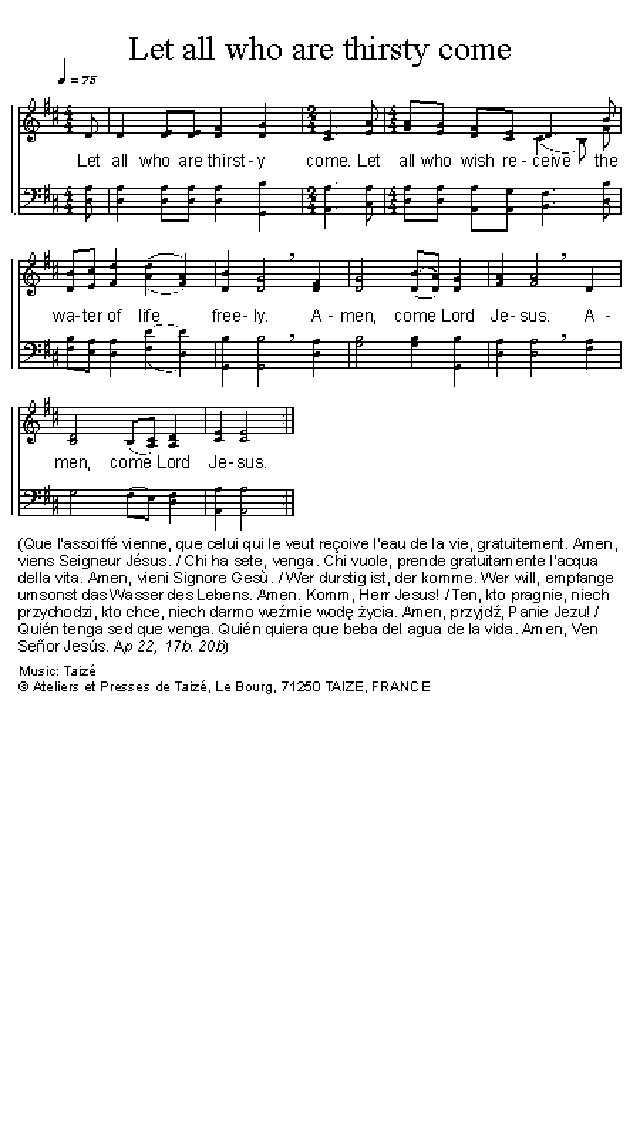 Let all who are thirsty come
♩ = 75
Let all who are thirst-y come. Let all who wish re-ceive the
wa-ter of life free-ly. A-men, come Lord Je-sus. A-
men, come Lord Je-sus.
(Que l'assoiffé vienne, que celui qui le veut reçoive l'eau de la vie, gratuitement. Amen,
viens Seigneur Jésus. / Chi ha sete, venga. Chi vuole, prende gratuitamente l'acqua
della vita. Amen, vieni Signore Gesù. / Wer durstig ist, der komme. Wer will, empfange
umsonst das Wasser des Lebens. Amen. Komm, Herr Jesus! / Ten, kto pragnie, niech
przychodzi, kto chce, niech darmo weźmie wodę życia. Amen, przyjdź, Panie Jezu! /
Quién tenga sed que venga. Quién quiera que beba del agua de la vida. Amen, Ven
Señor Jesús. Ap 22, 17b. 20b)
Music: Taizé
© Ateliers et Presses de Taizé, Le Bourg, 71250 TAIZE, FRANCE